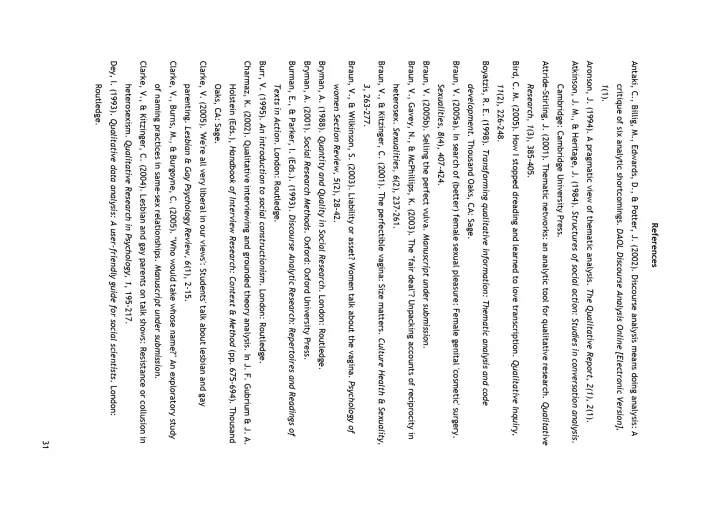 References
Antaki, C., Billig, M., Edwards, D., & Potter, J. (2002). Discourse analysis means doing analysis: A
critique of six analytic shortcomings. DAOL Discourse Analysis Online [Electronic Version],
1(1).
Aronson, J. (1994). A pragmatic view of thematic analysis. The Qualitative Report, 2(1), 2(1).
Atkinson, J. M., & Heritage, J. (1984). Structures of social action: Studies in conversation analysis.
Cambridge: Cambridge University Press.
Attride-Stirling, J. (2001). Thematic networks: an analytic tool for qualitative research. Qualitative
Research, 1(3), 385-405.
Bird, C. M. (2005). How I stopped dreading and learned to love transcription. Qualitative Inquiry,
11(2), 226-248.
Boyatzis, R. E. (1998). Transforming qualitative information: Thematic analysis and code
development. Thousand Oaks, CA: Sage.
Braun, V. (2005a). In search of (better) female sexual pleasure: Female genital 'cosmetic' surgery.
Sexualities, 8(4), 407-424.
Braun, V. (2005b). Selling the perfect vulva. Manuscript under submission.
Braun, V., Gavey, N., & McPhillips, K. (2003). The "fair deal"? Unpacking accounts of reciprocity in
heterosex. Sexualities, 6(2), 237-261.
Braun, V., & Kitzinger, C. (2001). The perfectible vagina: Size matters. Culture Health & Sexuality,
3, 263-277.
Braun, V., & Wilkinson, S. (2003). Liability or asset? Women talk about the vagina. Psychology of
women Section Review, 5(2), 28-42.
Bryman, A. (1988). Quantity and Quality in Social Research. London: Routledge.
Bryman, A. (2001). Social Research Methods. Oxford: Oxford University Press.
Burman, E., & Parker, I. (Eds.). (1993). Discourse Analytic Research: Repertoires and Readings of
Texts in Action. London: Routledge.
Burr, V. (1995). An introduction to social constructionism. London: Routledge.
Charmaz, K. (2002). Qualitative interviewing and grounded theory analysis. In J. F. Gubrium & J. A.
Holstein (Eds.), Handbook of Interview Research: Context & Method (pp. 675-694). Thousand
Oaks, CA: Sage.
Clarke, V. (2005). 'We're all very liberal in our views': Students' talk about lesbian and gay
parenting. Lesbian & Gay Psychology Review, 6(1), 2-15.
Clarke, V., Burns, M., & Burgoyne, C. (2005). "Who would take whose name?" An exploratory study
of naming practices in same-sex relationships. Manuscript under submission.
Clarke, V., & Kitzinger, C. (2004). Lesbian and gay parents on talk shows: Resistance or collusion in
heterosexism. Qualitative Research in Psychology, 1, 195-217.
Dey, I. (1993). Qualitative data analysis: A user-friendly guide for social scientists. London:
Routledge.
31